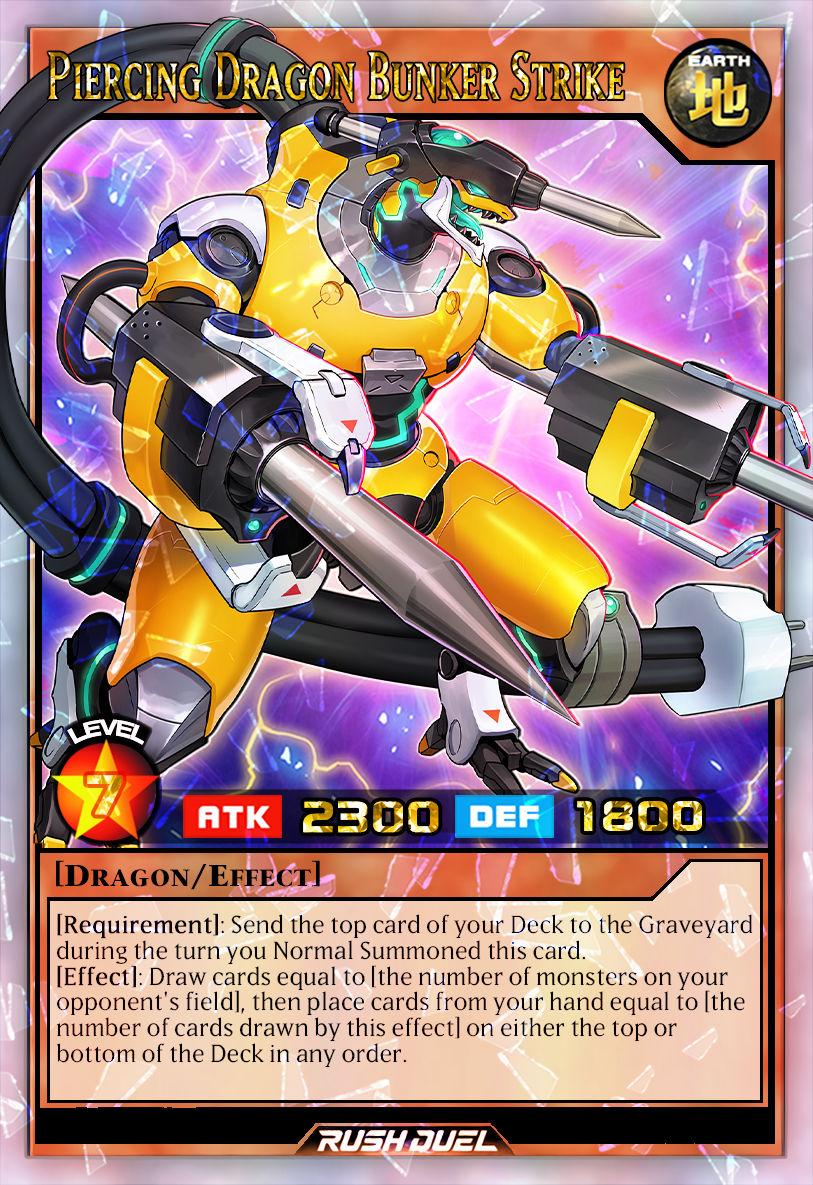 Piercing Dragon Bunker Strike
EARTH
地
LEVEL
7
ATK 2300 DEF 1800
[Dragon/Effect]
[Requirement]: Send the top card of your Deck to the Graveyard
during the turn you Normal Summoned this card.
[Effect]: Draw cards equal to [the number of monsters on your
opponent's field], then place cards from your hand equal to [the
number of cards drawn by this effect] on either the top or
bottom of the Deck in any order.
RUSH DUEL